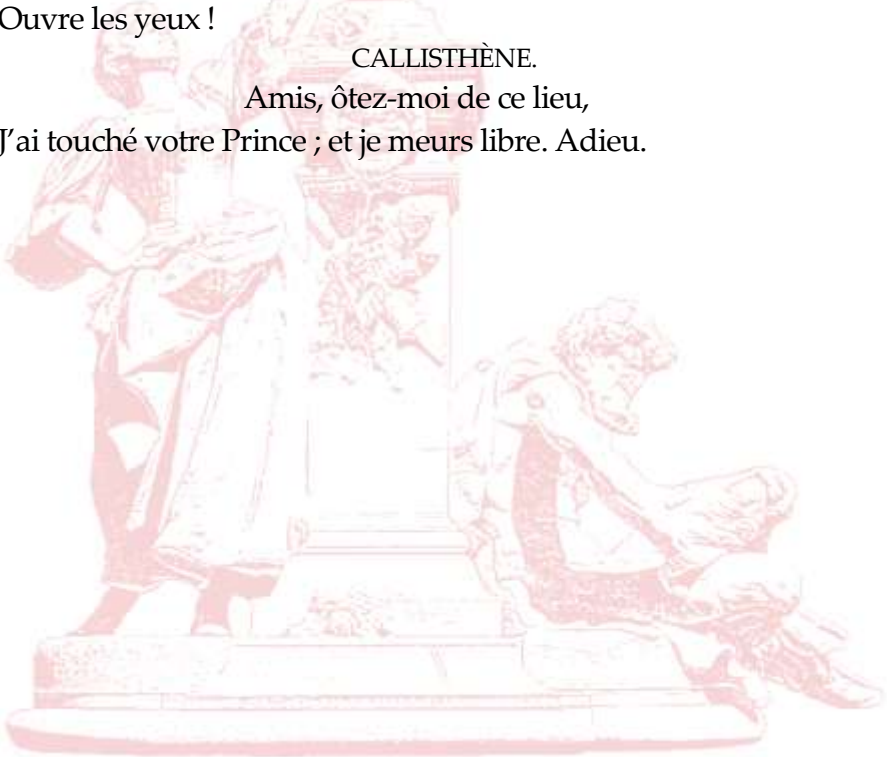 Ouvre les yeux !
CALLISTHÈNE.
Amis, ôtez-moi de ce lieu,
J’ai touché votre Prince ; et je meurs libre. Adieu.